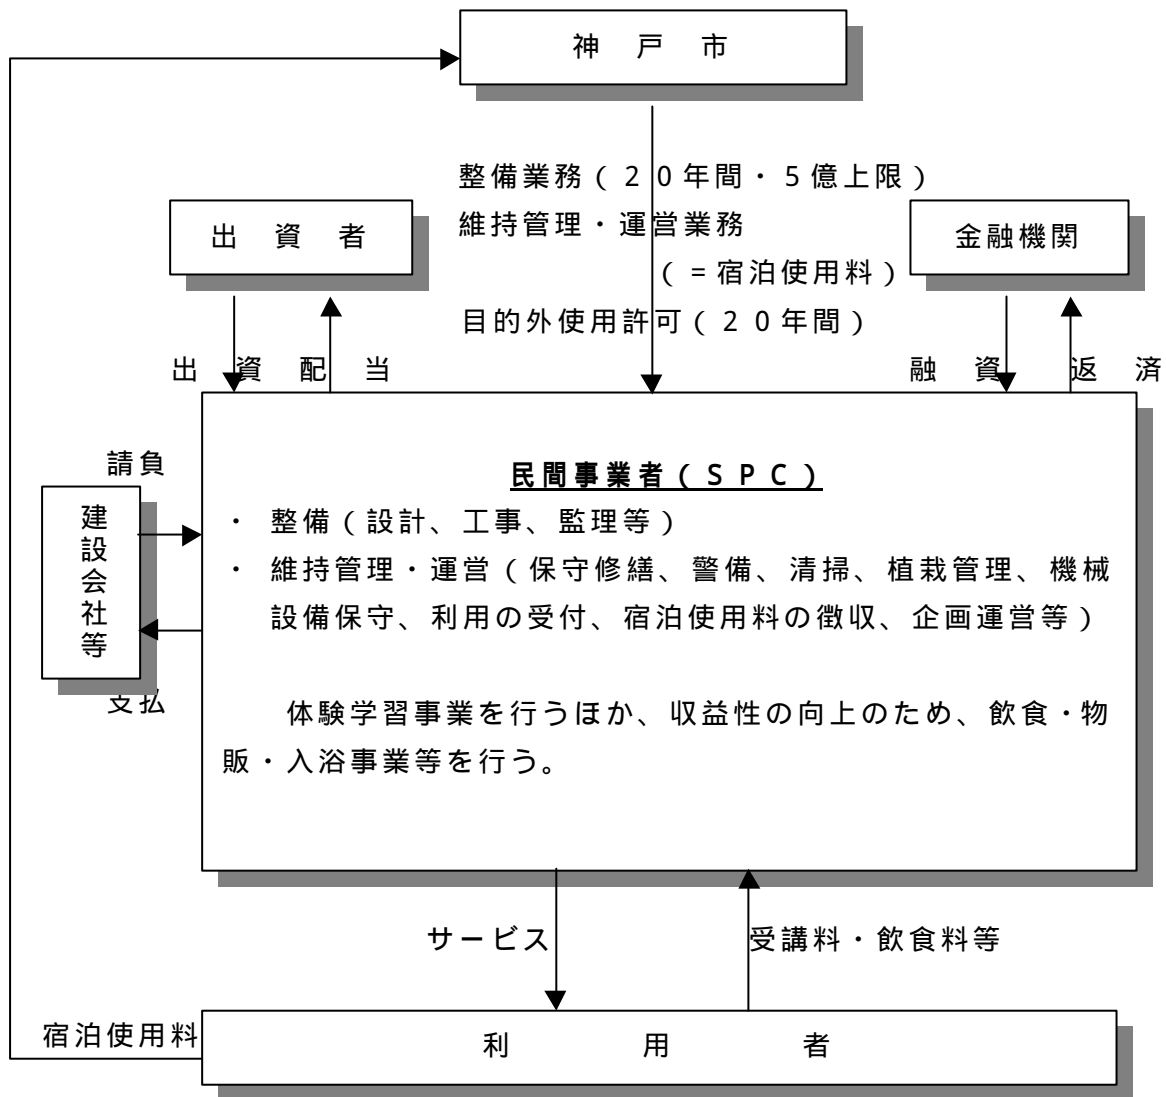 神　戸　市
整備業務（２０年間・５億上限）
維持管理・運営業務
（＝宿泊使用料）
目的外使用許可（２０年間）
出　資　者
金融機関
出　資　配　当
融　資　　返　済
請負
建設会社等
支払
民間事業者（ＳＰＣ）
・ 整備（設計、工事、監理等）
・ 維持管理・運営（保守修繕、警備、清掃、植栽管理、機械
設備保守、利用の受付、宿泊使用料の徴収、企画運営等）
体験学習事業を行うほか、収益性の向上のため、飲食・物
販・入浴事業等を行う。
サービス
受講料・飲食料等
宿泊使用料
利　用　者